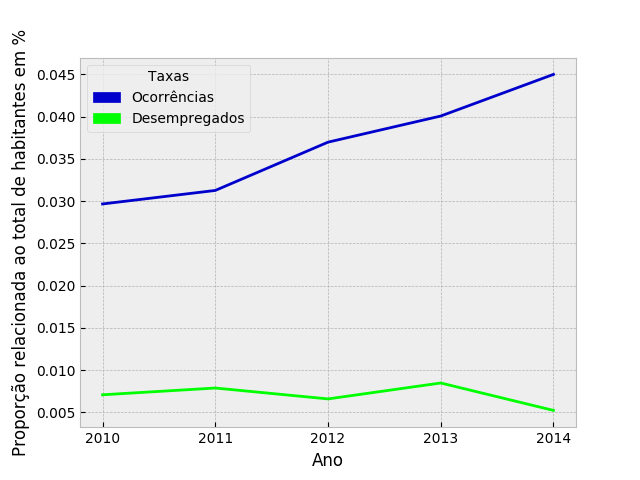 Proporção relacionada ao total de habitantes em %
0.045
0.040
0.035
0.030
0.025
0.020
0.015
0.010
0.005
Taxas
Ocorrências
Desempregados
2010 2011 2012 2013 2014
Ano